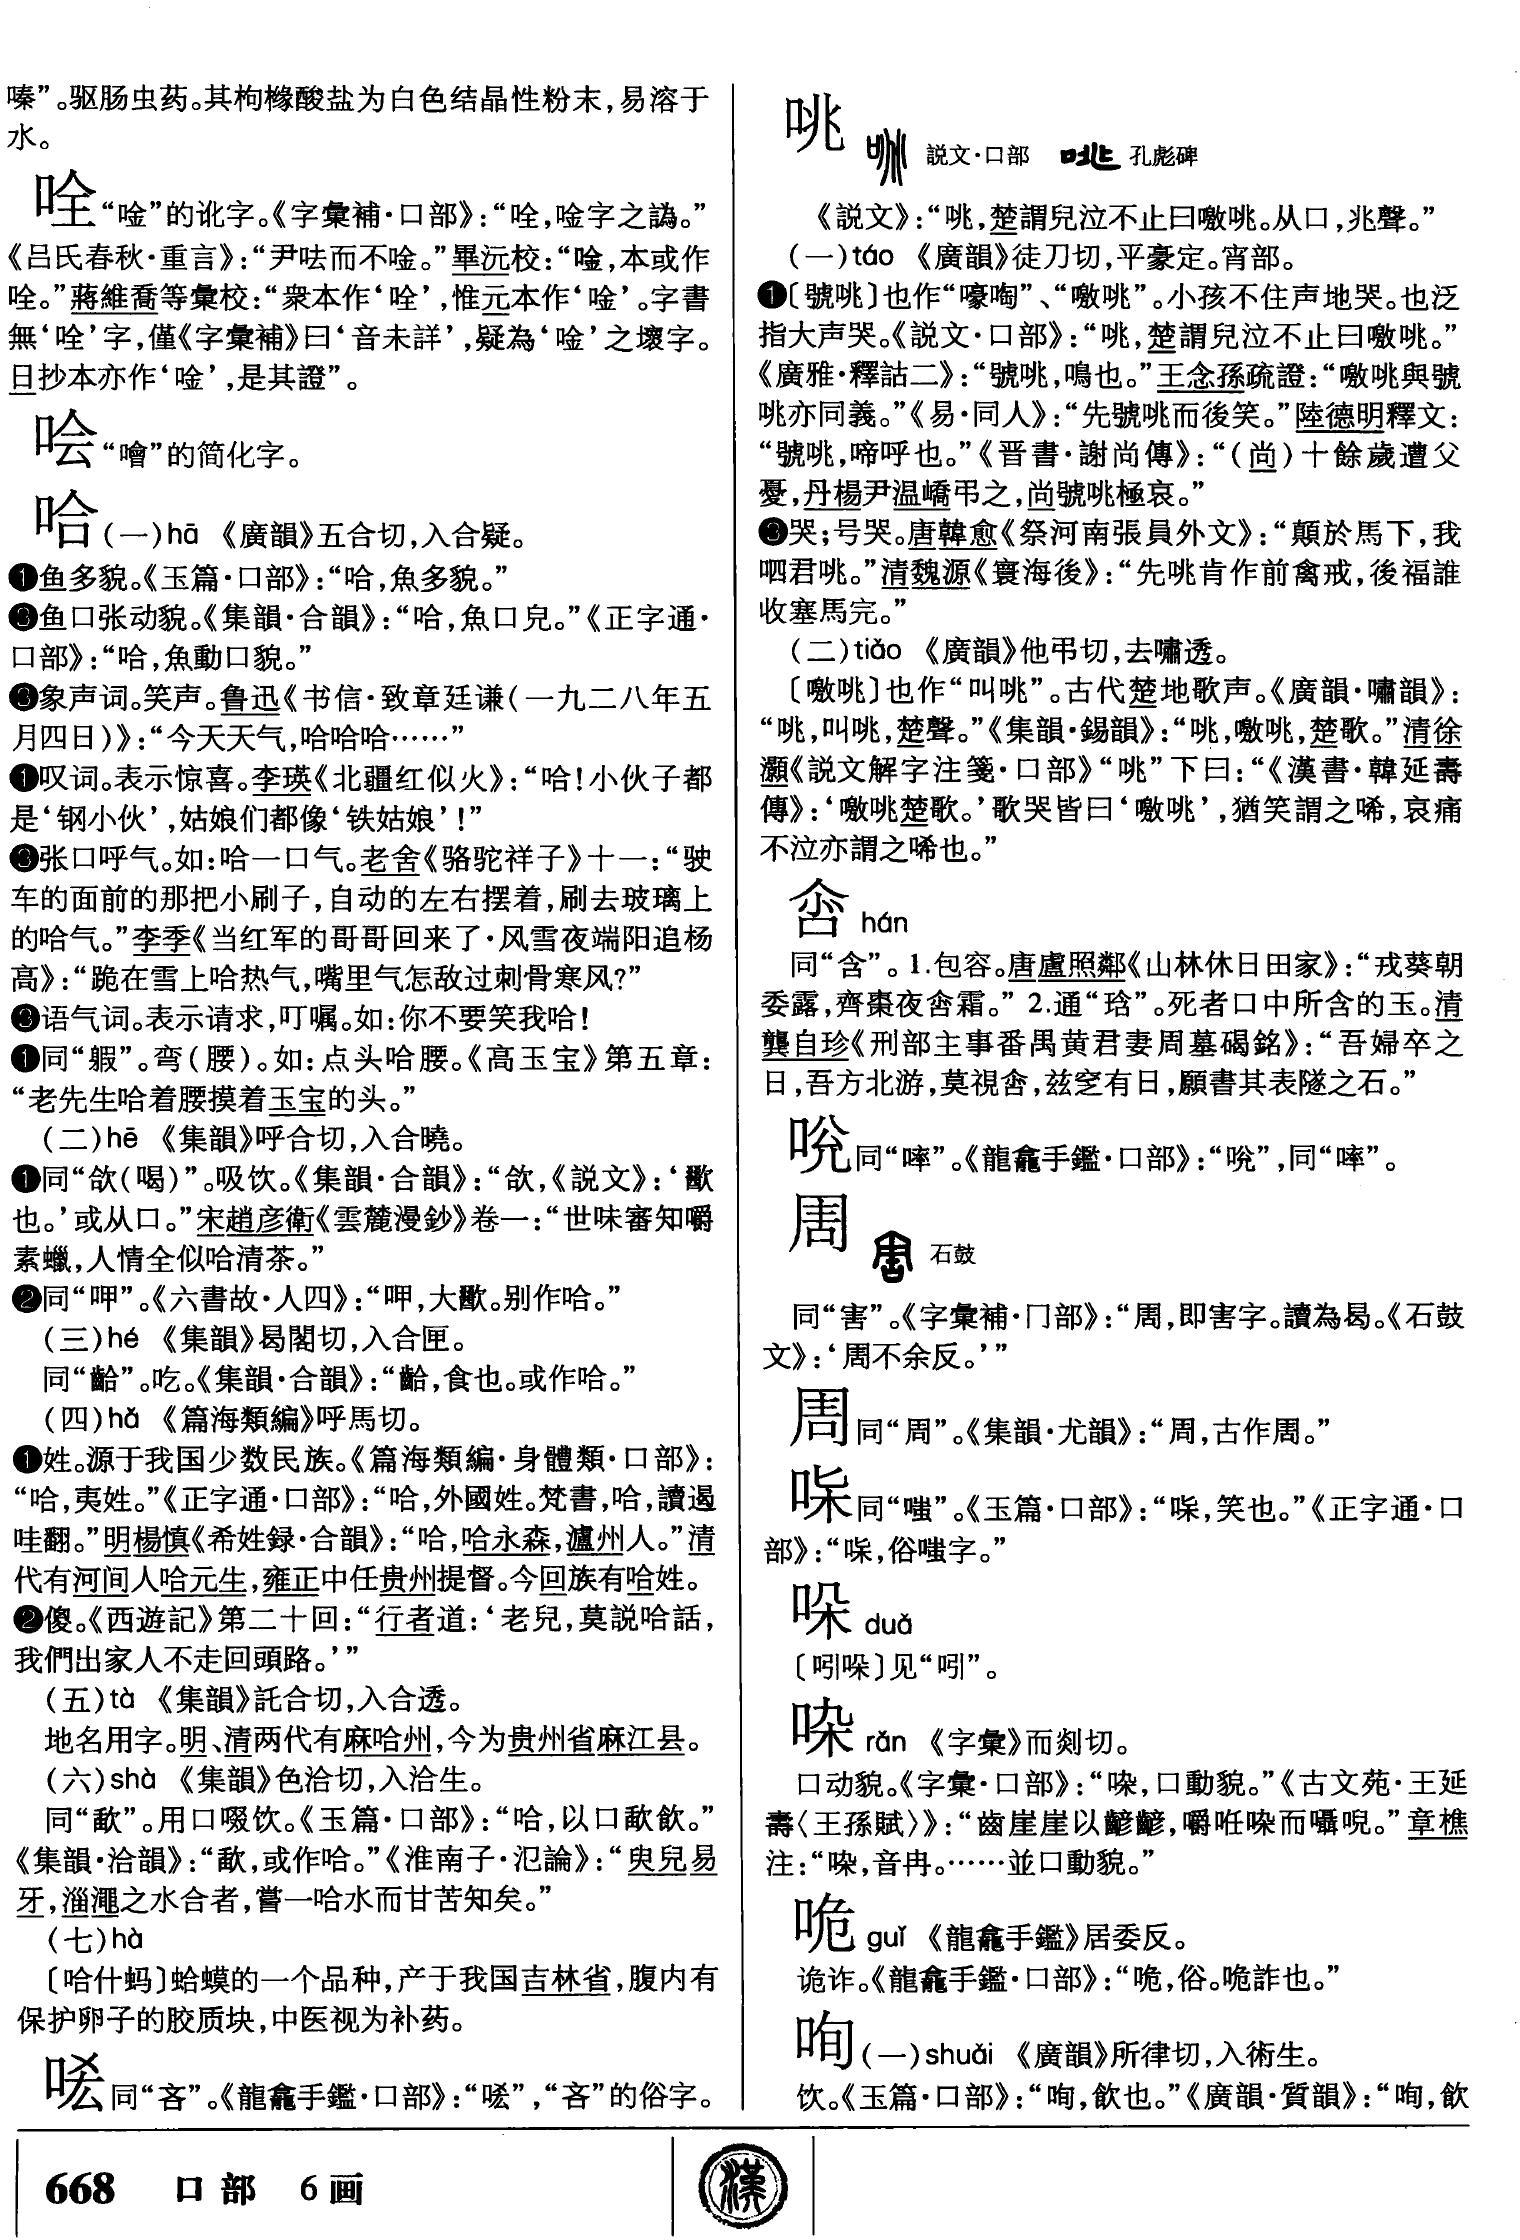 嗪”。驱肠虫药。其枸橼酸盐为白色结晶性粉末,易溶于
水。
㖀“唫”的讹字。《字彙補·口部》:“㖀,唫字之譌。”
《吕氏春秋·重言》:“尹呿而不唫。”畢沅校:“唫,本或作
㖀。”蔣維喬等彙校:“衆本作‘㖀’,惟元本作‘唫’。字書
無‘㖀’字,僅《字彙補》曰‘音未詳’,疑為‘唫’之壞字。
日抄本亦作‘唫’,是其證”。
哙“噲”的简化字。
哈(一)hā 《廣韻》五合切,入合疑。
❶鱼多貌。《玉篇·口部》:“哈,魚多貌。”
❷鱼口张动貌。《集韻·合韻》:“哈,魚口皃。”《正字通·
口部》:“哈,魚動口貌。”
❸象声词。笑声。鲁迅《书信·致章廷谦(一九二八年五
月四日)》:“今天天气,哈哈哈……”
❶叹词。表示惊喜。李瑛《北疆红似火》:“哈!小伙子都
是‘钢小伙’,姑娘们都像‘铁姑娘’!”
❸张口呼气。如:哈一口气。老舍《骆驼祥子》十一:“驶
车的面前的那把小刷子,自动的左右摆着,刷去玻璃上
的哈气。”李季《当红军的哥哥回来了·风雪夜端阳追杨
高》:“跪在雪上哈热气,嘴里气怎敌过刺骨寒风?”
❸语气词。表示请求,叮嘱。如:你不要笑我哈!
❶同“𨉣”。弯(腰)。如:点头哈腰。《高玉宝》第五章:
“老先生哈着腰摸着玉宝的头。”
(二)hē 《集韻》呼合切,入合曉。
❶同“欱(喝)”。吸饮。《集韻·合韻》:“欱,《説文》:‘歠
也。’或从口。”宋趙彦衛《雲麓漫鈔》卷一:“世味審知嚼
素蠟,人情全似哈清茶。”
❷同“呷”。《六書故·人四》:“呷,大歠。别作哈。”
(三)hé 《集韻》曷閣切,入合匣。
同“䶎”。吃。《集韻·合韻》:“䶎,食也。或作哈。”
(四)hǎ 《篇海類編》呼馬切。
❶姓。源于我国少数民族。《篇海類編·身體類·口部》:
“哈,夷姓。”《正字通·口部》:“哈,外國姓。梵書,哈,讀遏
哇翻。”明楊慎《希姓録·合韻》:“哈,哈永森,瀘州人。”清
代有河间人哈元生,雍正中任贵州提督。今回族有哈姓。
❷傻。《西遊記》第二十回:“行者道:‘老兒,莫説哈話,
我們出家人不走回頭路。’”
(五)tà 《集韻》託合切,入合透。
地名用字。明、清两代有麻哈州,今为贵州省麻江县。
(六)shà 《集韻》色洽切,入洽生。
同“歃”。用口啜饮。《玉篇·口部》:“哈,以口歃飲。”
《集韻·洽韻》:“歃,或作哈。”《淮南子·氾論》:“臾兒易
牙,淄澠之水合者,嘗一哈水而甘苦知矣。”
(七)hà
〔哈什蚂〕蛤蟆的一个品种,产于我国吉林省,腹内有
保护卵子的胶质块,中医视为补药。
同“吝”。《龍龕手鑑·口部》:“”,“吝”的俗字。
咷 説文·口部 孔彪碑
《説文》:“咷,楚謂兒泣不止曰噭咷。从口,兆聲。”
(一)táo 《廣韻》徒刀切,平豪定。宵部。
❶〔號咷〕也作“嚎啕”、“噭咷”。小孩不住声地哭。也泛
指大声哭。《説文·口部》:“咷,楚謂兒泣不止曰噭咷。”
《廣雅·釋詁二》:“號咷,鳴也。”王念孫疏證:“噭咷與號
咷亦同義。”《易·同人》:“先號咷而後笑。”陸德明釋文:
“號咷,啼呼也。”《晋書·謝尚傳》:“(尚)十餘歲遭父
憂,丹楊尹温嶠弔之,尚號咷極哀。”
❸哭;号哭。唐韓愈《祭河南張員外文》:“顛於馬下,我
呬君咷。”清魏源《寰海後》:“先咷肯作前禽戒,後福誰
收塞馬完。”
(二)tiǎo 《廣韻》他弔切,去嘯透。
〔噭咷〕也作“叫咷”。古代楚地歌声。《廣韻·嘯韻》:
“咷,叫咷,楚聲。”《集韻·錫韻》:“咷,噭咷,楚歌。”清徐
灝《説文解字注箋·口部》“咷”下曰:“《漢書·韓延壽
傳》:‘噭咷楚歌。’歌哭皆曰‘噭咷’,猶笑謂之唏,哀痛
不泣亦謂之唏也。”
㖤 hán
同“含”。1.包容。唐盧照鄰《山林休日田家》:“戎葵朝
委露,齊棗夜㖤霜。” 2.通“琀”。死者口中所含的玉。清
龔自珍《刑部主事番禺黄君妻周墓碣銘》:“吾婦卒之
日,吾方北游,莫視㖤,兹窆有日,願書其表隧之石。”
同“啐”。《龍龕手鑑·口部》:“”,同“啐”。
石鼓
同“害”。《字彙補·冂部》:“,即害字。讀為曷。《石鼓
文》:‘不余反。’”
同“周”。《集韻·尤韻》:“周,古作。”
同“嗤”。《玉篇·口部》:“,笑也。”《正字通·口
部》:“,俗嗤字。”
哚 duǎ
〔吲哚〕见“吲”。
rǎn 《字彙》而剡切。
口动貌。《字彙·口部》:“,口動貌。”《古文苑·王延
壽〈王孫賦〉》:“齒崖崖以齴齴,嚼咗而囁唲。”章樵
注:“,音冉。……並口動貌。”
佹 guǐ 《龍龕手鑑》居委反。
诡诈。《龍龕手鑑·口部》:“,俗。詐也。”
咰(一)shuǎi 《廣韻》所律切,入術生。
饮。《玉篇·口部》:“咰,飲也。”《廣韻·質韻》:“咰,飲
668 口部 6画
漢